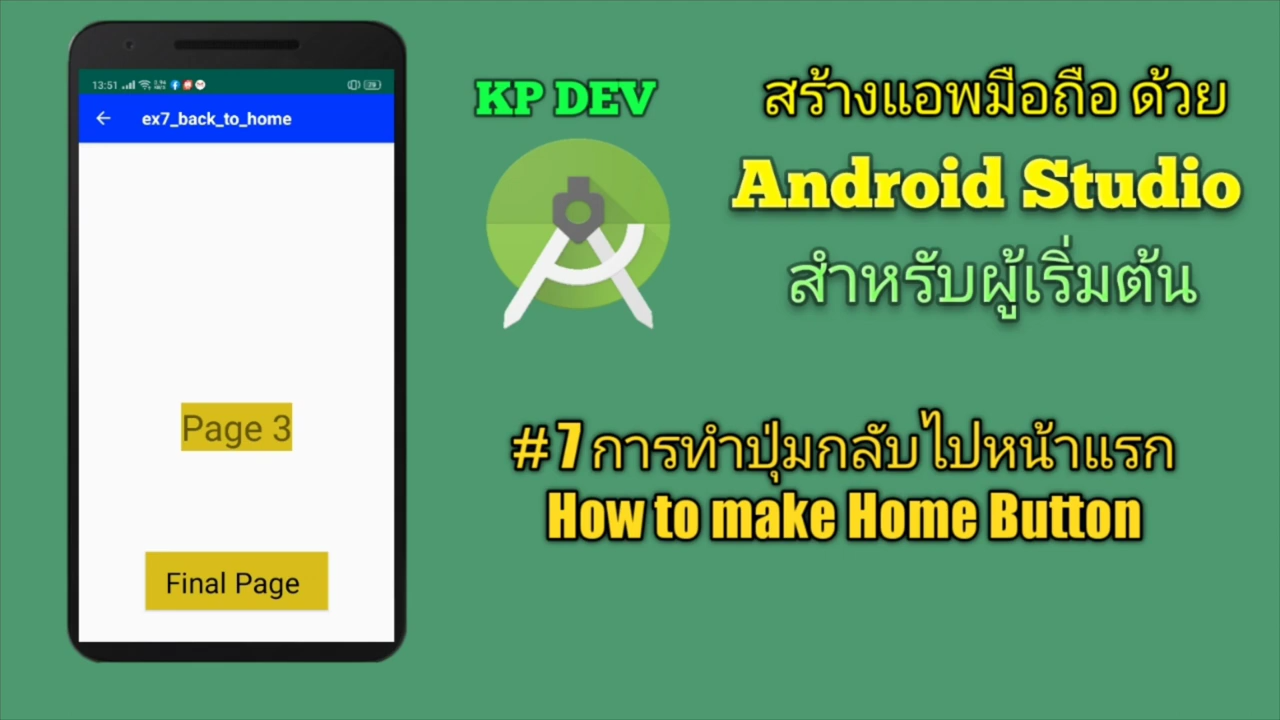 13:51
29
ex7_back_to_home
Page 3
Final Page
KP DEV
สร้างแอพมือถือ ด้วย
Android Studio
สำหรับผู้เริ่มต้น
# 7 การทำปุ่มกลับไปหน้าแรก
How to make Home Button